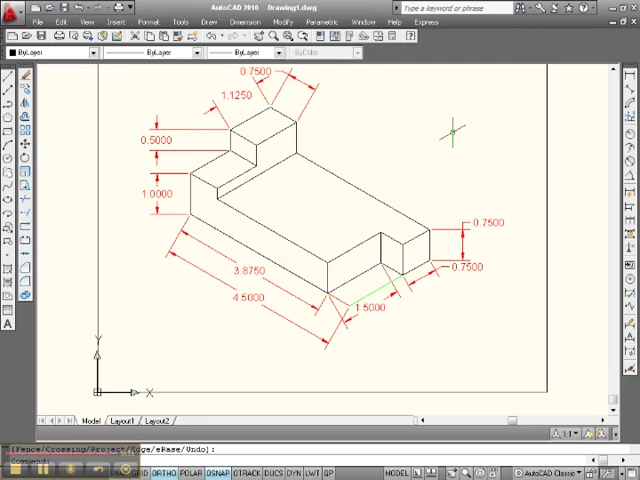 AutoCAD 2010 Drawing1.dwg
Type a keyword or phrase
File Edit View Insert Format Tools Draw Dimension Modify Parametric Window Help Express
ByLayer ByLayer ByLayer ByColor
0.7500
1.1250
0.5000
1.0000
0.7500
0.7500
3.8750
4.5000
1.5000
Y
X
Model Layout1 Layout2
1:1
[Fence/Crossing/Project/Edge/eRase/Undo]:
Command:
ORTHO POLAR OSNAP OTRACK DUCS DYN LWT QP MODEL AutoCAD Classic